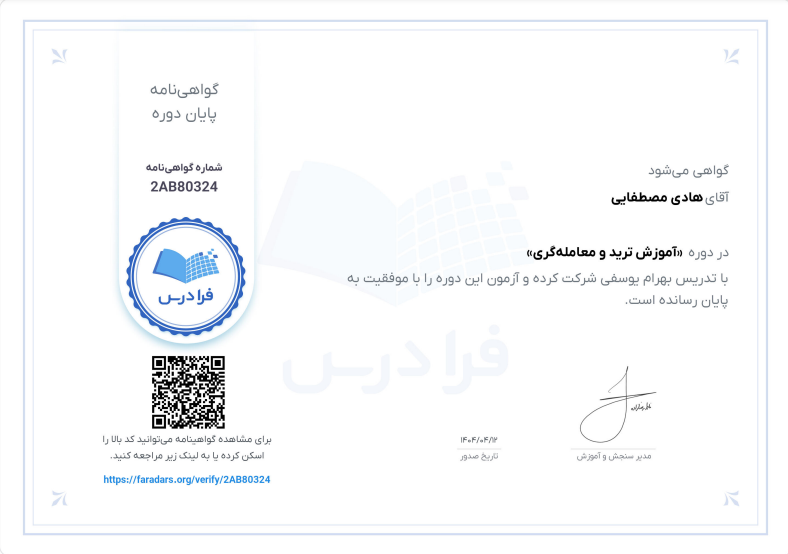 گواهی‌نامه
پایان دوره
شماره گواهی‌نامه
2AB80324
فرادرس
گواهی می‌شود
آقای هادی مصطفایی
در دوره «آموزش ترید و معامله‌گری»
با تدریس بهرام یوسفی شرکت کرده و آزمون این دوره را با موفقیت به
پایان رسانده است.
فرادرس
۱۴۰۴/۰۴/۱۲
تاریخ صدور
مدیر سنجش و آموزش
برای مشاهده گواهینامه می‌توانید کد بالا را
اسکن کرده یا به لینک زیر مراجعه کنید.
https://faradars.org/verify/2AB80324